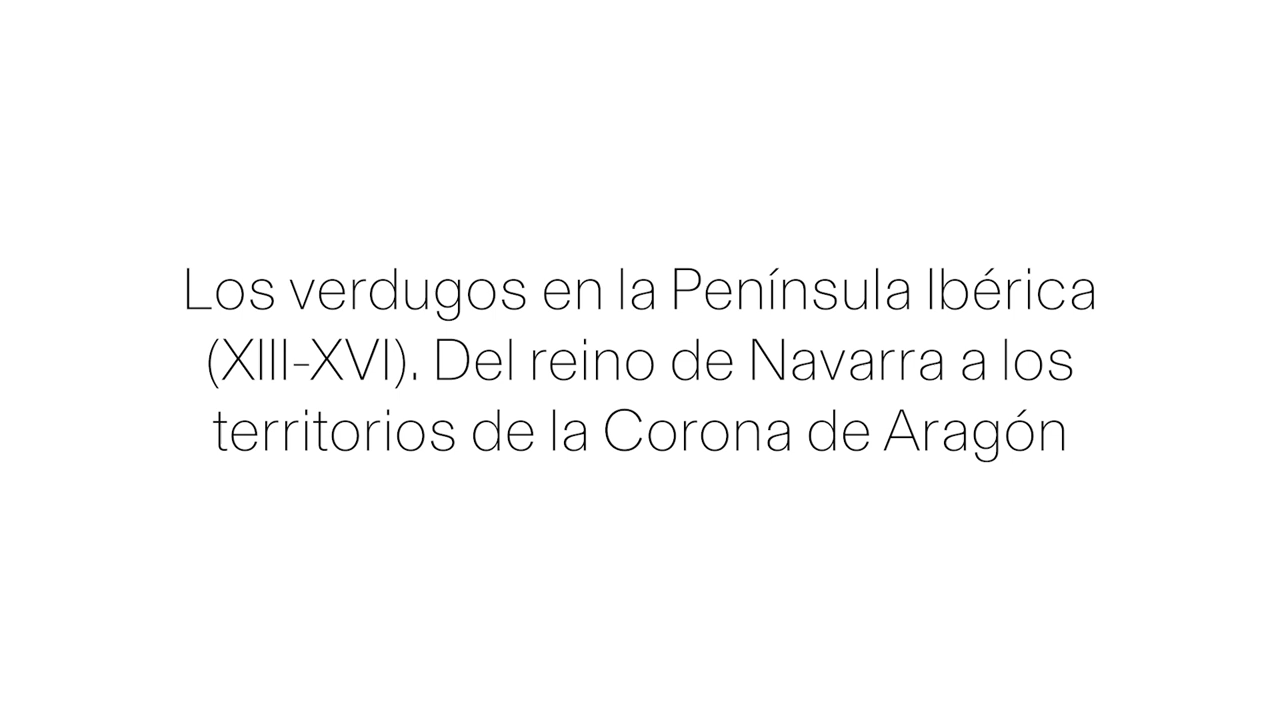 Los verdugos en la Península Ibérica
(XIII-XVI). Del reino de Navarra a los
territorios de la Corona de Aragón